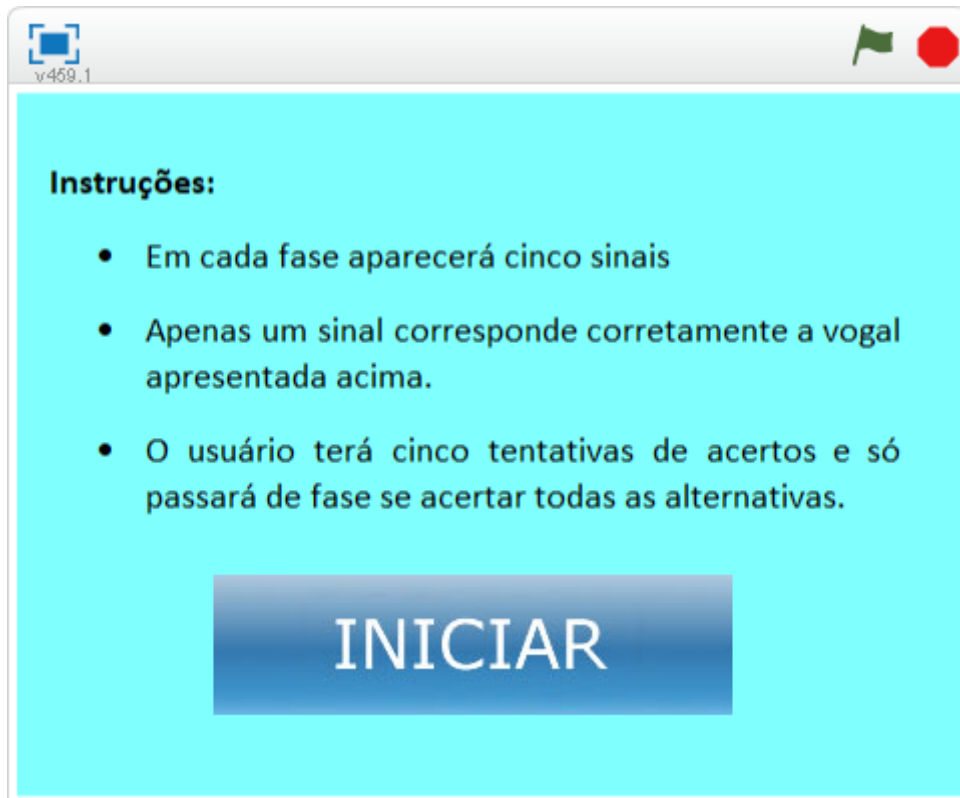 v459.1
Instruções:
• Em cada fase aparecerá cinco sinais
• Apenas um sinal corresponde corretamente a vogal
apresentada acima.
• O usuário terá cinco tentativas de acertos e só
passará de fase se acertar todas as alternativas.
INICIAR